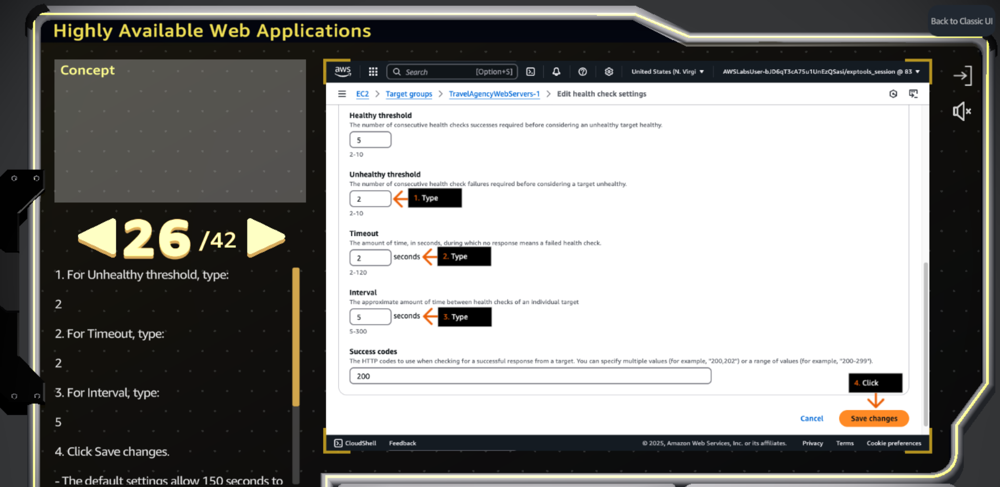 Back to Classic UI
Highly Available Web Applications
Concept
26 /42
1. For Unhealthy threshold, type:
2
2. For Timeout, type:
2
3. For Interval, type:
5
4. Click Save changes.
- The default settings allow 150 seconds to
aws
Search [Option+S]
United States (N. Virgi
AWSLabsUser-bJD6qT3cA75u1UnEzQSasi/exptools_session @ 83
EC2 > Target groups > TravelAgencyWebServers-1 > Edit health check settings
Healthy threshold
The number of consecutive health checks successes required before considering an unhealthy target healthy.
5
2-10
Unhealthy threshold
The number of consecutive health check failures required before considering a target unhealthy.
2
1. Type
2-10
Timeout
The amount of time, in seconds, during which no response means a failed health check.
2 seconds
2. Type
2-120
Interval
The approximate amount of time between health checks of an individual target
5 seconds
3. Type
5-300
Success codes
The HTTP codes to use when checking for a successful response from a target. You can specify multiple values (for example, "200,202") or a range of values (for example, "200-299").
200
4. Click
Cancel Save changes
CloudShell Feedback © 2025, Amazon Web Services, Inc. or its affiliates. Privacy Terms Cookie preferences